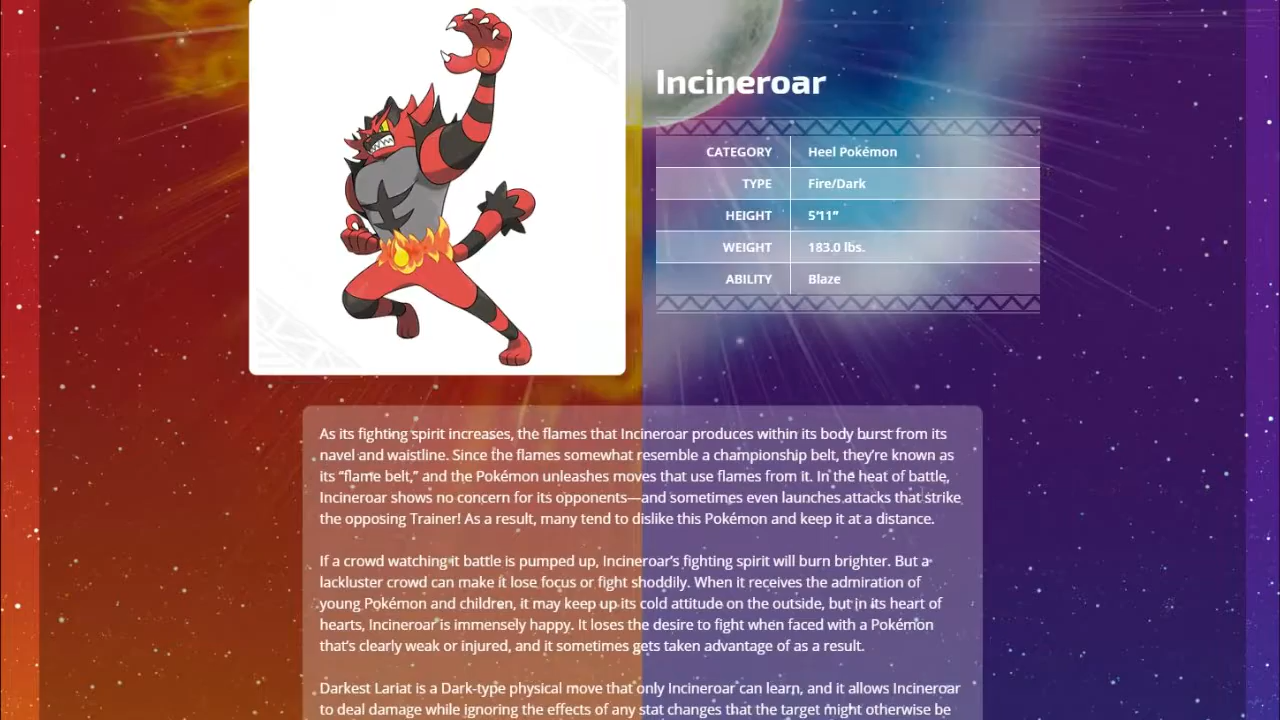 Incineroar
CATEGORY Heel Pokémon
TYPE Fire/Dark
HEIGHT 5'11"
WEIGHT 183.0 lbs.
ABILITY Blaze
As its fighting spirit increases, the flames that Incineroar produces within its body burst from its
navel and waistline. Since the flames somewhat resemble a championship belt, they’re known as
its “flame belt,” and the Pokémon unleashes moves that use flames from it. In the heat of battle,
Incineroar shows no concern for its opponents—and sometimes even launches attacks that strike
the opposing Trainer! As a result, many tend to dislike this Pokémon and keep it at a distance.
If a crowd watching it battle is pumped up, Incineroar’s fighting spirit will burn brighter. But a
lackluster crowd can make it lose focus or fight shoddily. When it receives the admiration of
young Pokémon and children, it may keep up its cold attitude on the outside, but in its heart of
hearts, Incineroar is immensely happy. It loses the desire to fight when faced with a Pokémon
that’s clearly weak or injured, and it sometimes gets taken advantage of as a result.
Darkest Lariat is a Dark-type physical move that only Incineroar can learn, and it allows Incineroar
to deal damage while ignoring the effects of any stat changes that the target might otherwise be